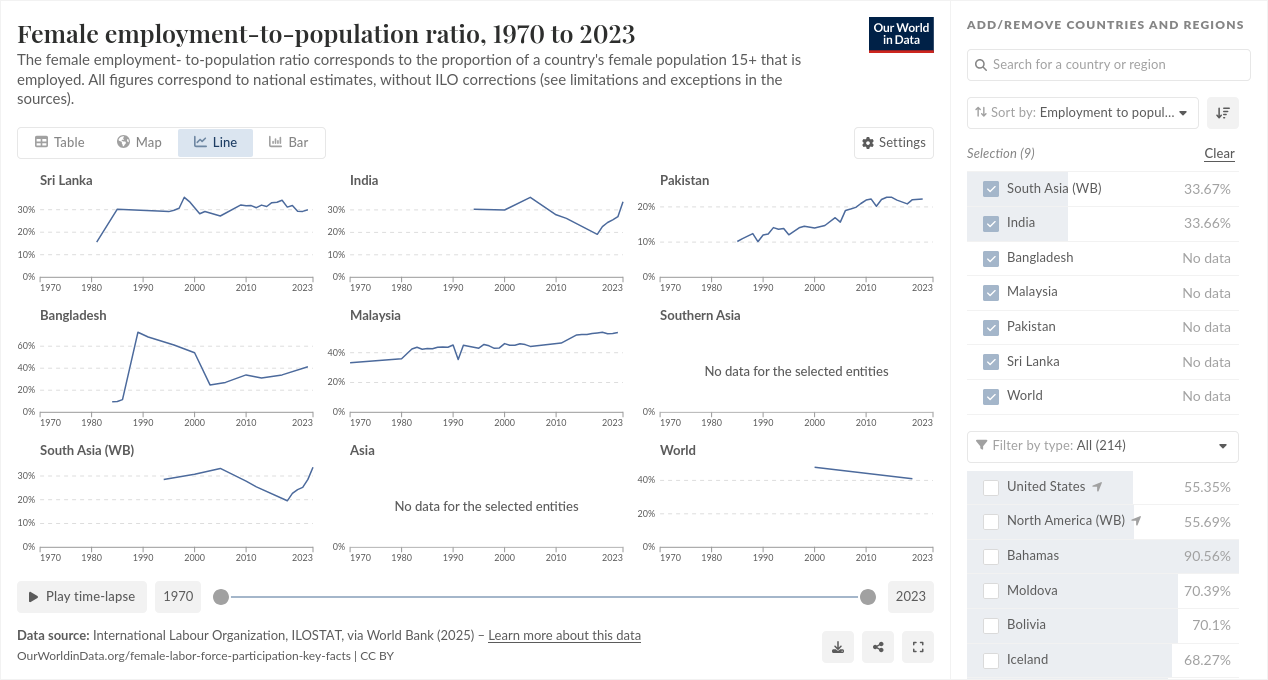 Female employment-to-population ratio, 1970 to 2023
The female employment- to-population ratio corresponds to the proportion of a country's female population 15+ that is
employed. All figures correspond to national estimates, without ILO corrections (see limitations and exceptions in the
sources).
Our World
in Data
Table Map Line Bar
Settings
Sri Lanka
30%
20%
10%
0%
1970 1980 1990 2000 2010 2023
India
30%
20%
10%
0%
1970 1980 1990 2000 2010 2023
Pakistan
20%
10%
0%
1970 1980 1990 2000 2010 2023
Bangladesh
60%
40%
20%
0%
1970 1980 1990 2000 2010 2023
Malaysia
40%
20%
0%
1970 1980 1990 2000 2010 2023
Southern Asia
No data for the selected entities
0%
1970 1980 1990 2000 2010 2023
South Asia (WB)
30%
20%
10%
0%
1970 1980 1990 2000 2010 2023
Asia
No data for the selected entities
0%
1970 1980 1990 2000 2010 2023
World
40%
20%
0%
1970 1980 1990 2000 2010 2023
Play time-lapse
1970
2023
Data source: International Labour Organization, ILOSTAT, via World Bank (2025) – Learn more about this data
OurWorldinData.org/female-labor-force-participation-key-facts | CC BY
ADD/REMOVE COUNTRIES AND REGIONS
Search for a country or region
Sort by: Employment to popul...
Selection (9) Clear
South Asia (WB) 33.67%
India 33.66%
Bangladesh No data
Malaysia No data
Pakistan No data
Sri Lanka No data
World No data
Filter by type: All (214)
United States 55.35%
North America (WB) 55.69%
Bahamas 90.56%
Moldova 70.39%
Bolivia 70.1%
Iceland 68.27%